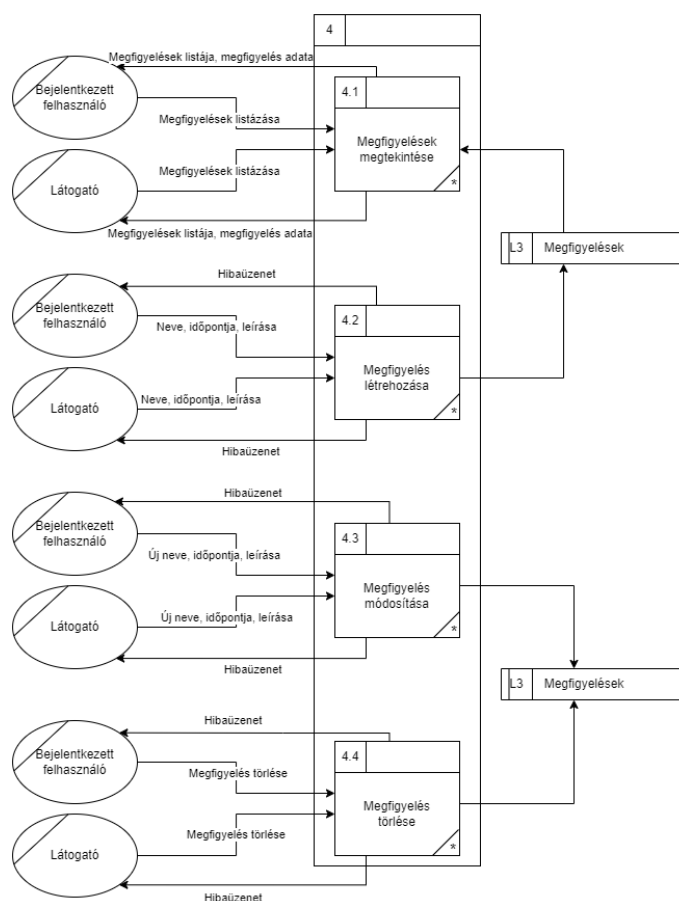 4
Megfigyelések listája, megfigyelés adata
Bejelentkezett
felhasználó
4.1
Megfigyelések listázása
Megfigyelések
megtekintése
Megfigyelések listázása
Látogató
*
Megfigyelések listája, megfigyelés adata
L3
Megfigyelések
Hibaüzenet
Bejelentkezett
felhasználó
4.2
Neve, időpontja, leírása
Megfigyelés
létrehozása
Neve, időpontja, leírása
Látogató
*
Hibaüzenet
Hibaüzenet
Bejelentkezett
felhasználó
4.3
Új neve, időpontja, leírása
Megfigyelés
módosítása
Új neve, időpontja, leírása
Látogató
*
Hibaüzenet
L3
Megfigyelések
Hibaüzenet
Bejelentkezett
felhasználó
4.4
Megfigyelés törlése
Megfigyelés
törlése
Megfigyelés törlése
Látogató
*
Hibaüzenet